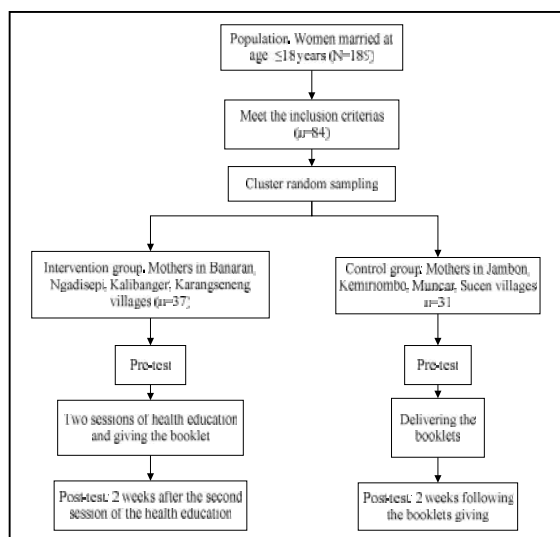 Population. Women married at
age ≤18 years (N=185)
Meet the inclusion criterias
(n=84)
Cluster random sampling
Intervention group. Mothers in Banaran,
Ngadisepi, Kalibanger, Karangseneng
villages (n=37)
Control group: Mothers in Jambon,
Kemiriombo, Muncar, Sucen villages
n=31
Pre-test
Pre-test
Two sessions of health education
and giving the booklet
Delivering the
booklets
Post-test: 2 weeks after the second
session of the health education
Post-test: 2 weeks following
the booklets giving